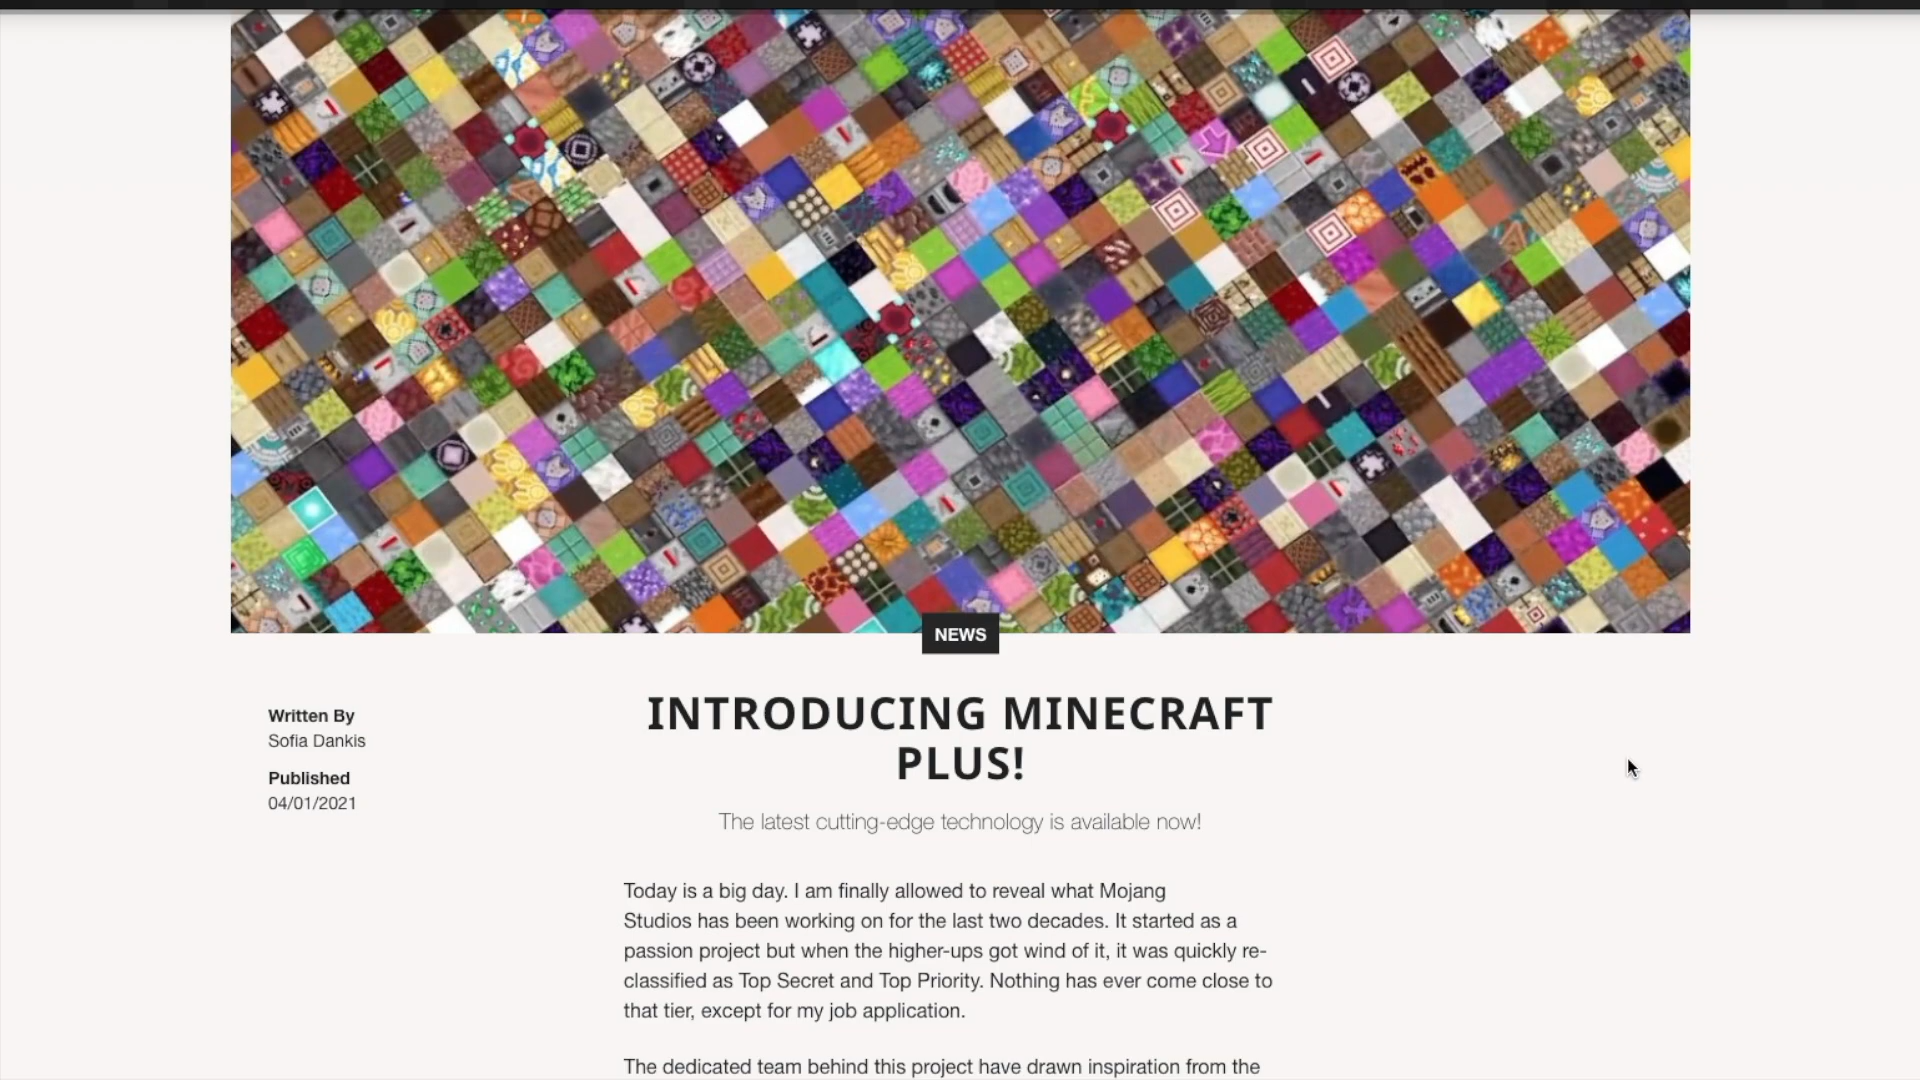 NEWS
Written By
Sofia Dankis
Published
04/01/2021
INTRODUCING MINECRAFT
PLUS!
The latest cutting-edge technology is available now!
Today is a big day. I am finally allowed to reveal what Mojang
Studios has been working on for the last two decades. It started as a
passion project but when the higher-ups got wind of it, it was quickly re-
classified as Top Secret and Top Priority. Nothing has ever come close to
that tier, except for my job application.
The dedicated team behind this project have drawn inspiration from the